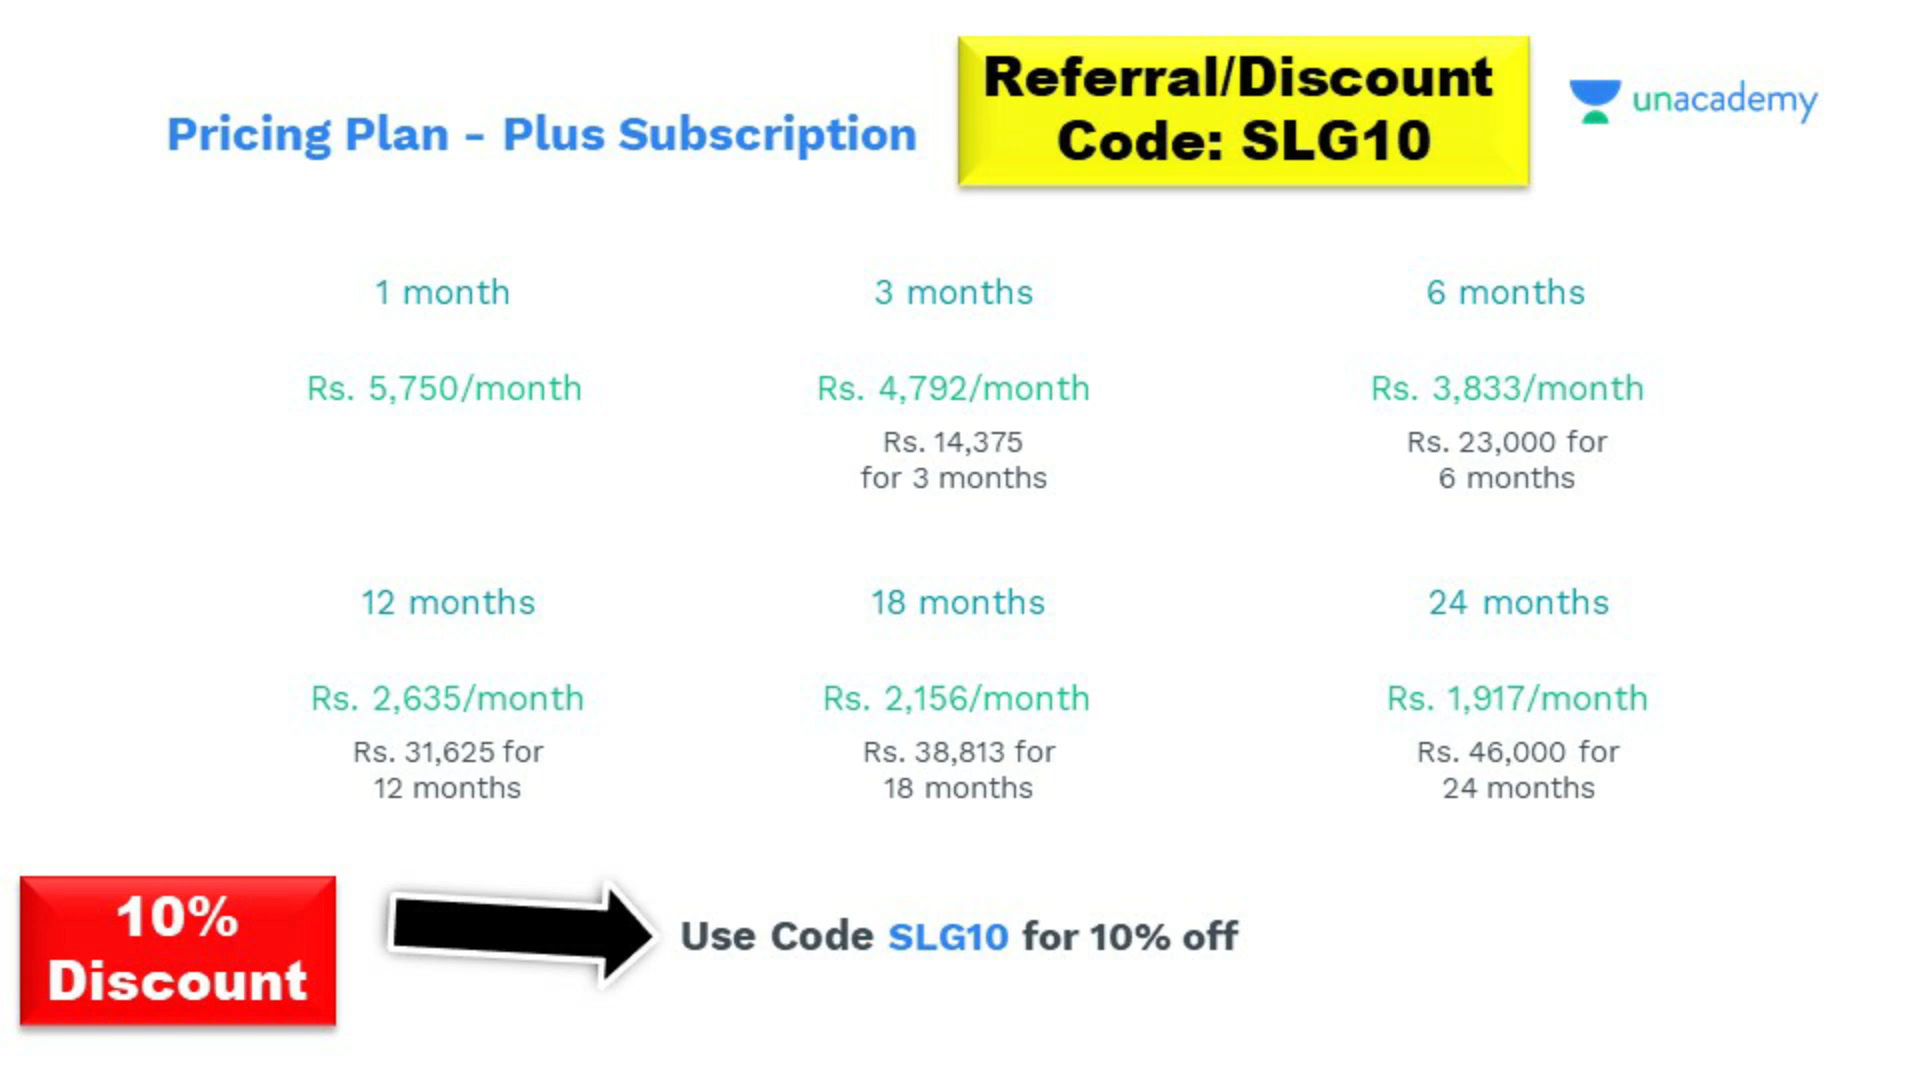 Pricing Plan - Plus Subscription
Referral/Discount
Code: SLG10
unacademy
1 month
Rs. 5,750/month
3 months
Rs. 4,792/month
Rs. 14,375
for 3 months
6 months
Rs. 3,833/month
Rs. 23,000 for
6 months
12 months
Rs. 2,635/month
Rs. 31,625 for
12 months
18 months
Rs. 2,156/month
Rs. 38,813 for
18 months
24 months
Rs. 1,917/month
Rs. 46,000 for
24 months
10%
Discount
Use Code SLG10 for 10% off